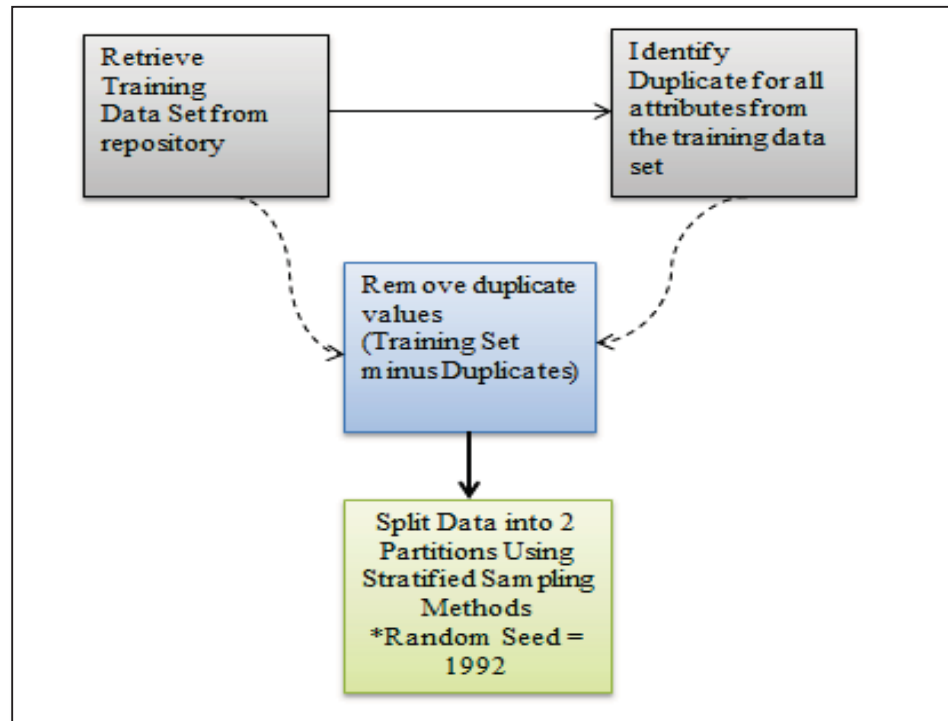 Retrieve
Training
Data Set from
repository
Identify
Duplicate for all
attributes from
the training data
set
Remove duplicate
values
(Training Set
minus Duplicates)
Split Data into 2
Partitions Using
Stratified Sampling
Methods
*Random Seed =
1992